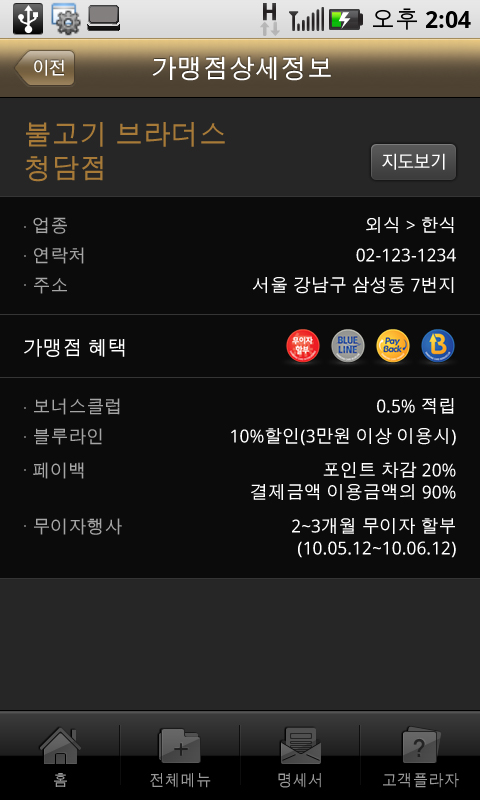 H
오후 2:04
이전
가맹점상세정보
불고기 브라더스
청담점
지도보기
· 업종 외식 > 한식
· 연락처 02-123-1234
· 주소 서울 강남구 삼성동 7번지
가맹점 혜택
무이자
할부
BLUE
LINE
Pay
Back
B
· 보너스클럽 0.5% 적립
· 블루라인 10%할인(3만원 이상 이용시)
· 페이백 포인트 차감 20%
결제금액 이용금액의 90%
· 무이자행사 2~3개월 무이자 할부
(10.05.12~10.06.12)
홈 전체메뉴 명세서 고객플라자